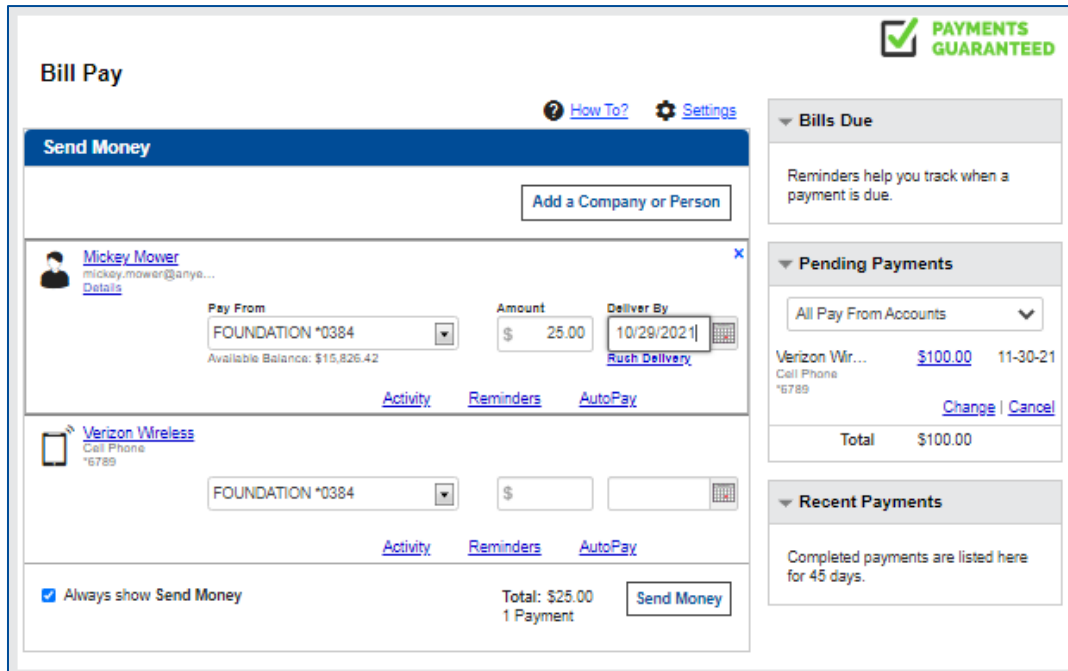 PAYMENTS
GUARANTEED
Bill Pay
How To?
Settings
Send Money
Add a Company or Person
Mickey Mower
mickey.mower@anye...
Details
Pay From
Amount
Deliver By
FOUNDATION *0384
$ 25.00
10/29/2021
Available Balance: $15,826.42
Rush Delivery
Activity
Reminders
AutoPay
Verizon Wireless
Cell Phone
*6789
FOUNDATION *0384
$
Activity
Reminders
AutoPay
Always show Send Money
Total: $25.00
1 Payment
Send Money
Bills Due
Reminders help you track when a
payment is due.
Pending Payments
All Pay From Accounts
Verizon Wir...
$100.00
11-30-21
Cell Phone
*6789
Change | Cancel
Total
$100.00
Recent Payments
Completed payments are listed here
for 45 days.